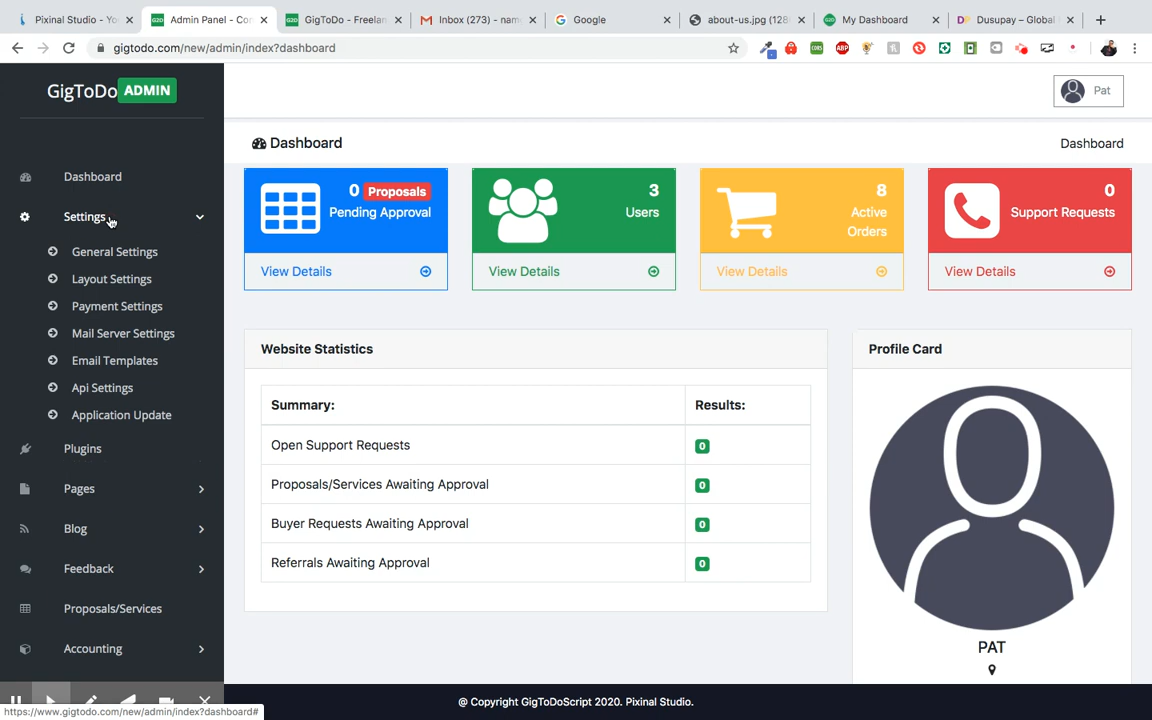 Pixinal Studio - Yo
Admin Panel - Con
GigToDo - Freelan
Inbox (273) - nam
Google
about-us.jpg (128
My Dashboard
Dusupay – Global
gigtodo.com/new/admin/index?dashboard
CORS
ABP
GigToDo ADMIN
Pat
Dashboard
Settings
General Settings
Layout Settings
Payment Settings
Mail Server Settings
Email Templates
Api Settings
Application Update
Plugins
Pages
Blog
Feedback
Proposals/Services
Accounting
Dashboard
Dashboard
0 Proposals
Pending Approval
View Details
3
Users
View Details
8
Active
Orders
View Details
0
Support Requests
View Details
Website Statistics
Summary: Results:
Open Support Requests 0
Proposals/Services Awaiting Approval 0
Buyer Requests Awaiting Approval 0
Referrals Awaiting Approval 0
Profile Card
PAT
@ Copyright GigToDoScript 2020. Pixinal Studio.
https://www.gigtodo.com/new/admin/index?dashboard#